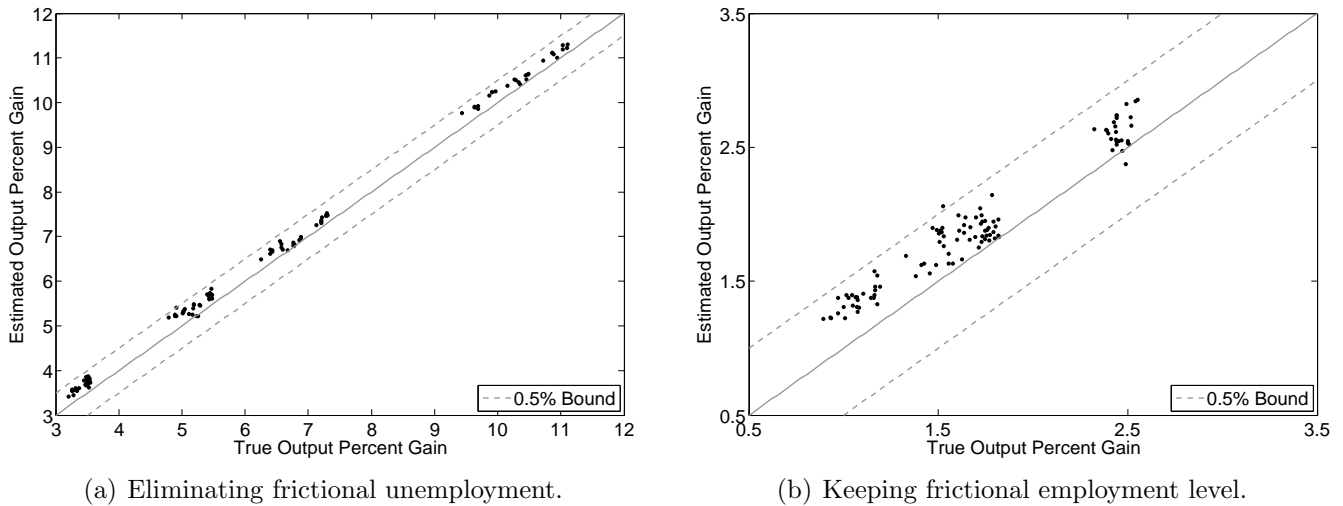 12
11
10
9
8
7
6
5
4
3
3 4 5 6 7 8 9 10 11 12
Estimated Output Percent Gain
True Output Percent Gain
0.5% Bound
(a) Eliminating frictional unemployment.
3.5
2.5
1.5
0.5
0.5 1.5 2.5 3.5
Estimated Output Percent Gain
True Output Percent Gain
0.5% Bound
(b) Keeping frictional employment level.